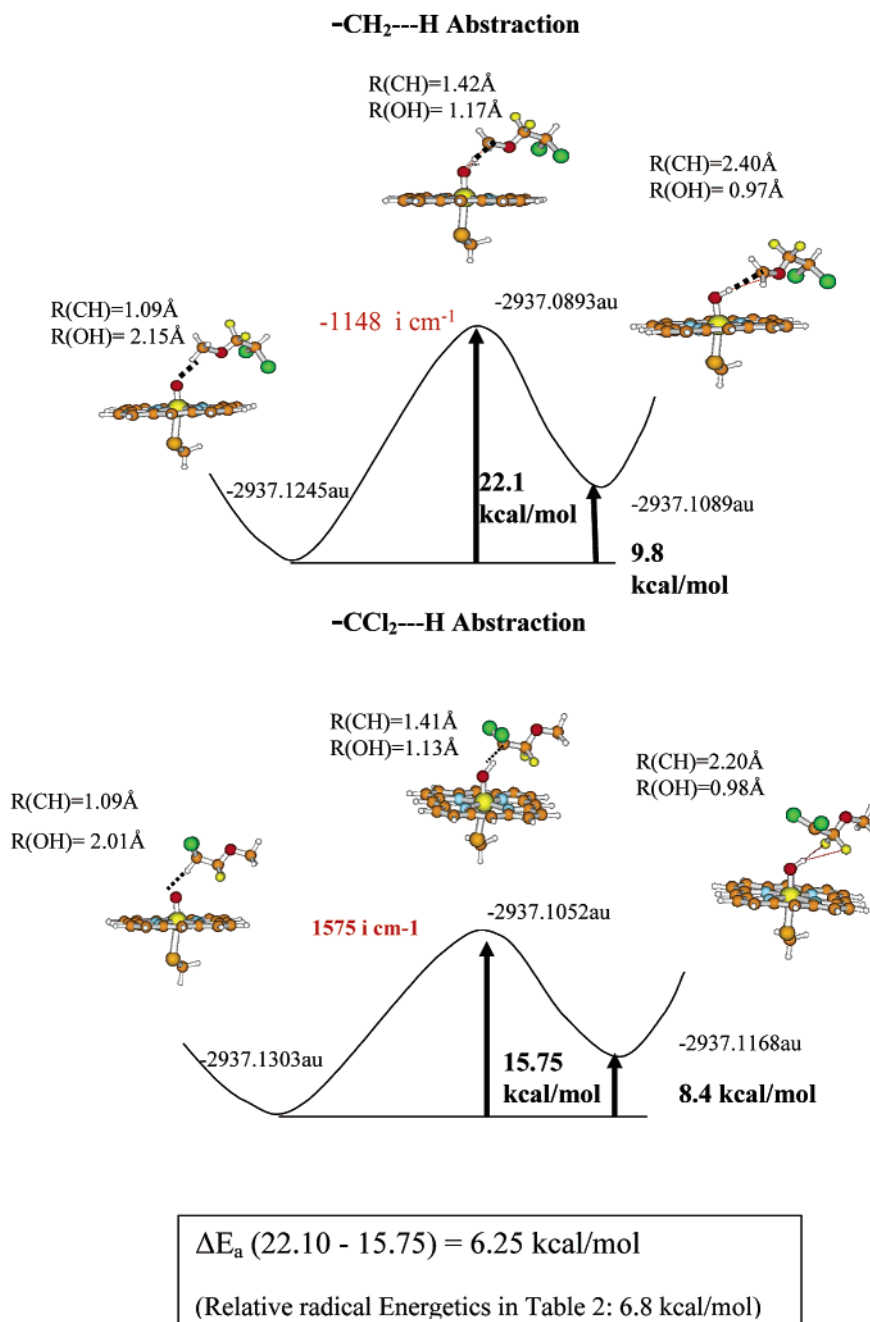 -CH₂---H Abstraction
R(CH)=1.42Å
R(OH)= 1.17Å
R(CH)=2.40Å
R(OH)= 0.97Å
R(CH)=1.09Å
R(OH)= 2.15Å
-1148 i cm⁻¹
-2937.0893au
-2937.1245au
22.1
kcal/mol
-2937.1089au
9.8
kcal/mol
-CCl₂---H Abstraction
R(CH)=1.41Å
R(OH)=1.13Å
R(CH)=2.20Å
R(OH)=0.98Å
R(CH)=1.09Å
R(OH)= 2.01Å
1575 i cm-1
-2937.1052au
-2937.1303au
15.75
kcal/mol
-2937.1168au
8.4 kcal/mol
ΔEₐ (22.10 - 15.75) = 6.25 kcal/mol
(Relative radical Energetics in Table 2: 6.8 kcal/mol)